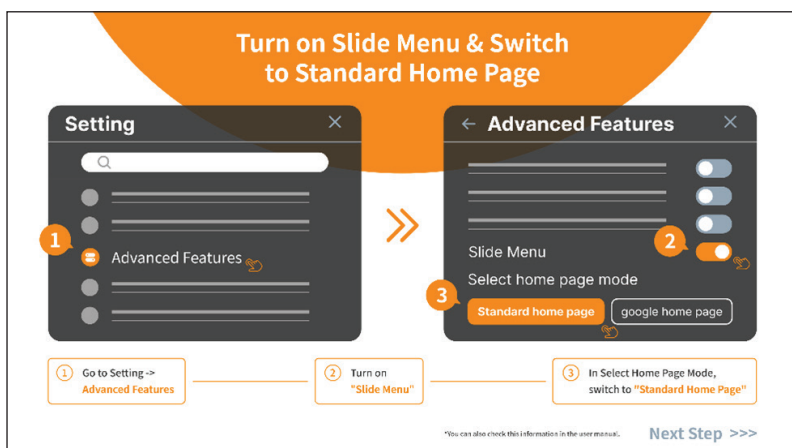 Turn on Slide Menu & Switch
to Standard Home Page
Setting
1
Advanced Features
Advanced Features
Slide Menu
2
Select home page mode
3
Standard home page
google home page
1 Go to Setting ->
Advanced Features
2 Turn on
"Slide Menu"
3 In Select Home Page Mode,
switch to "Standard Home Page"
*You can also check this information in the user manual.
Next Step >>>